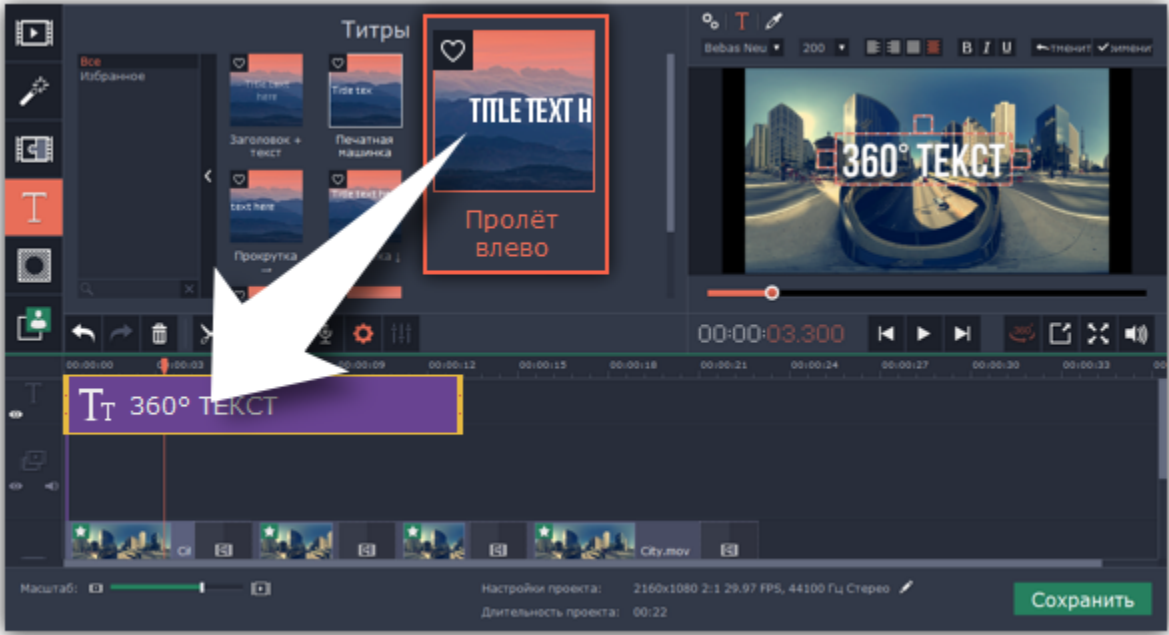 Титры
Все
Избранное
Title text
here
Заголовок +
текст
Title tex
Печатная
машинка
TITLE TEXT H
Пролёт
влево
text here
Прокрутка
→
Title text h
ка ↓
Bebas Neu
200
B I U
360° ТЕКСТ
00:00:03.300
360°
00:00:00
00:00:03
00:00:09
00:00:12
00:00:15
00:00:18
00:00:21
00:00:24
00:00:27
00:00:30
00:00:33
Tт 360° ТЕКСТ
City.mov
Масштаб:
Настройки проекта: 2160x1080 2:1 29.97 FPS, 44100 Гц Стерео
Длительность проекта: 00:22
Сохранить